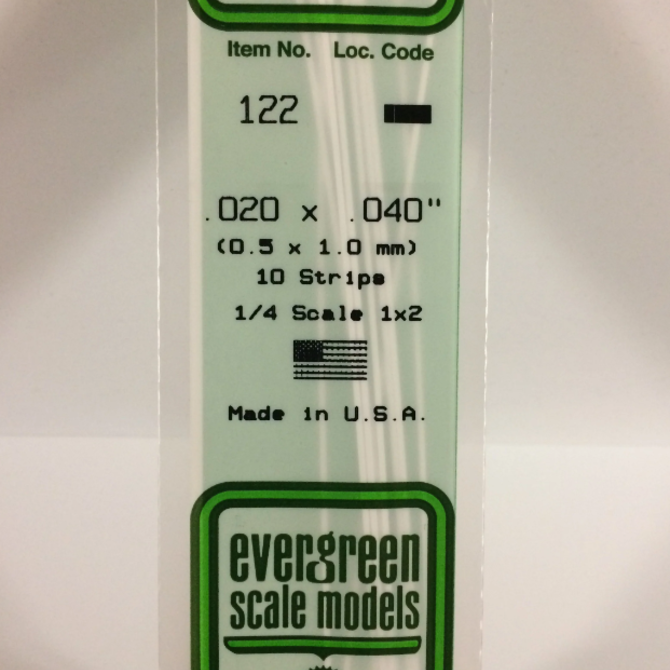 Item No. Loc. Code
122
.020 x .040"
(0.5 x 1.0 mm)
10 Strips
1/4 Scale 1x2
Made in U.S.A.
evergreen
scale models